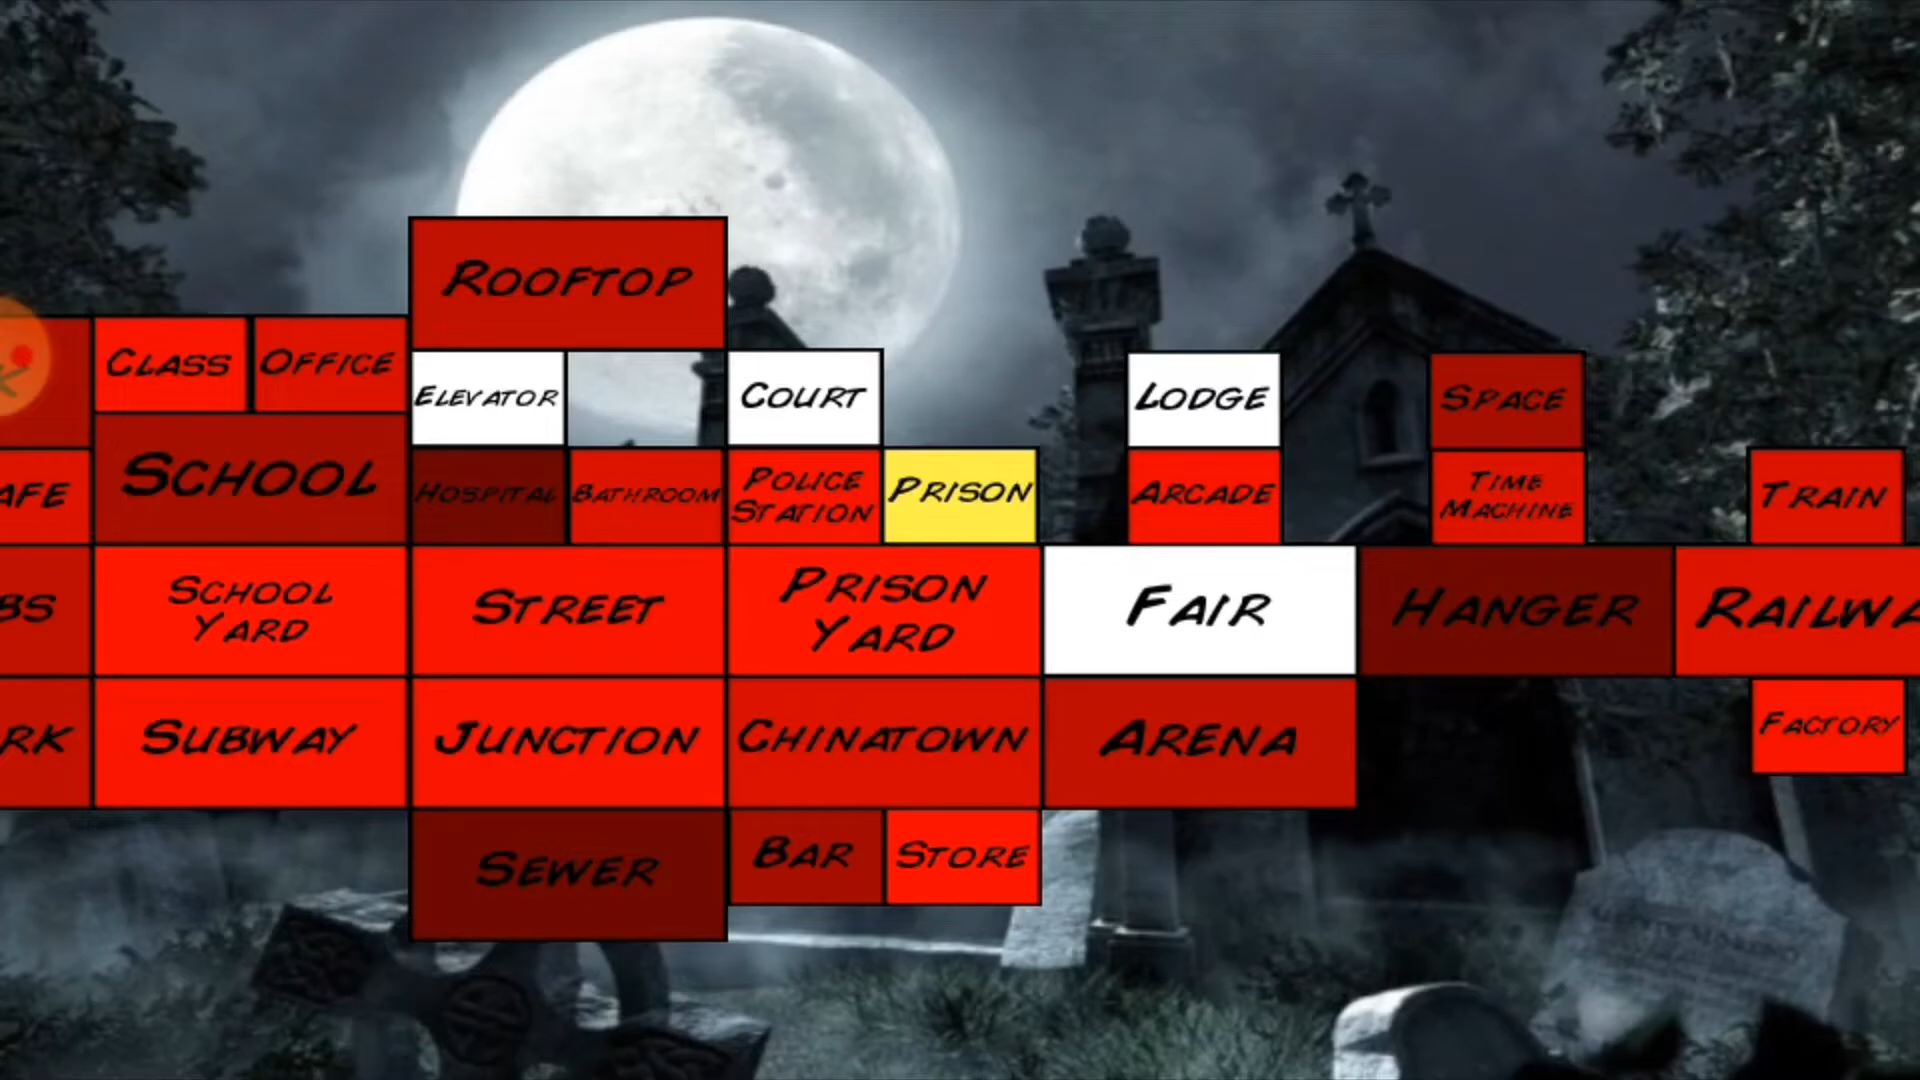 ROOFTOP
CLASS
OFFICE
ELEVATOR
COURT
LODGE
SPACE
AFE
SCHOOL
HOSPITAL
BATHROOM
POLICE
STATION
PRISON
ARCADE
TIME
MACHINE
TRAIN
BS
SCHOOL
YARD
STREET
PRISON
YARD
FAIR
HANGER
RAILWA
RK
SUBWAY
JUNCTION
CHINATOWN
ARENA
FACTORY
SEWER
BAR
STORE